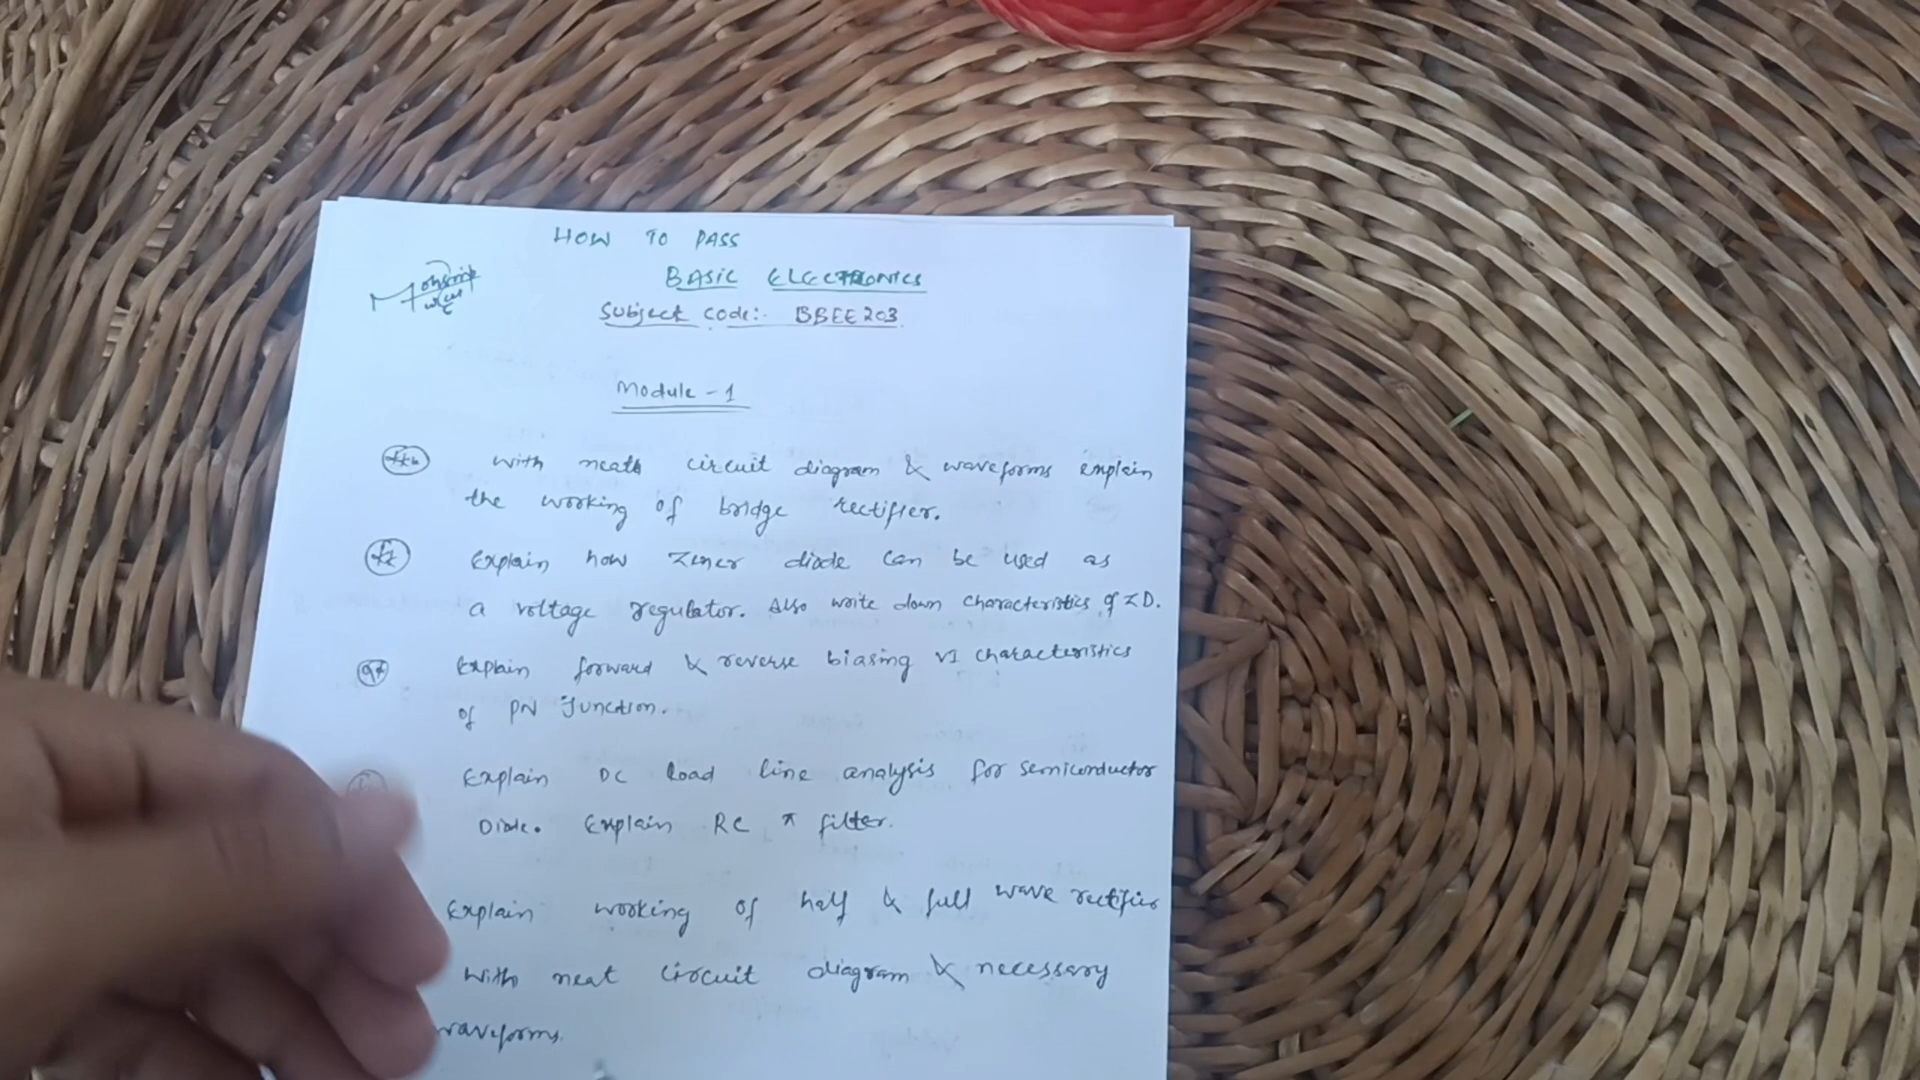 HOW TO PASS
BASIC ELECTRONICS
Subject code:- BBEE203
Module - 1
with neat circuit diagram & waveforms explain
the working of bridge rectifier.
Explain how zener diode can be used as
a voltage regulator. Also write down characteristics of ZD.
Explain forward & reverse biasing VI characteristics
of PN Junction.
Explain DC load line analysis for semiconductor
Diode. Explain RC π filter.
Explain working of half & full wave rectifier
with neat circuit diagram & necessary
waveforms.